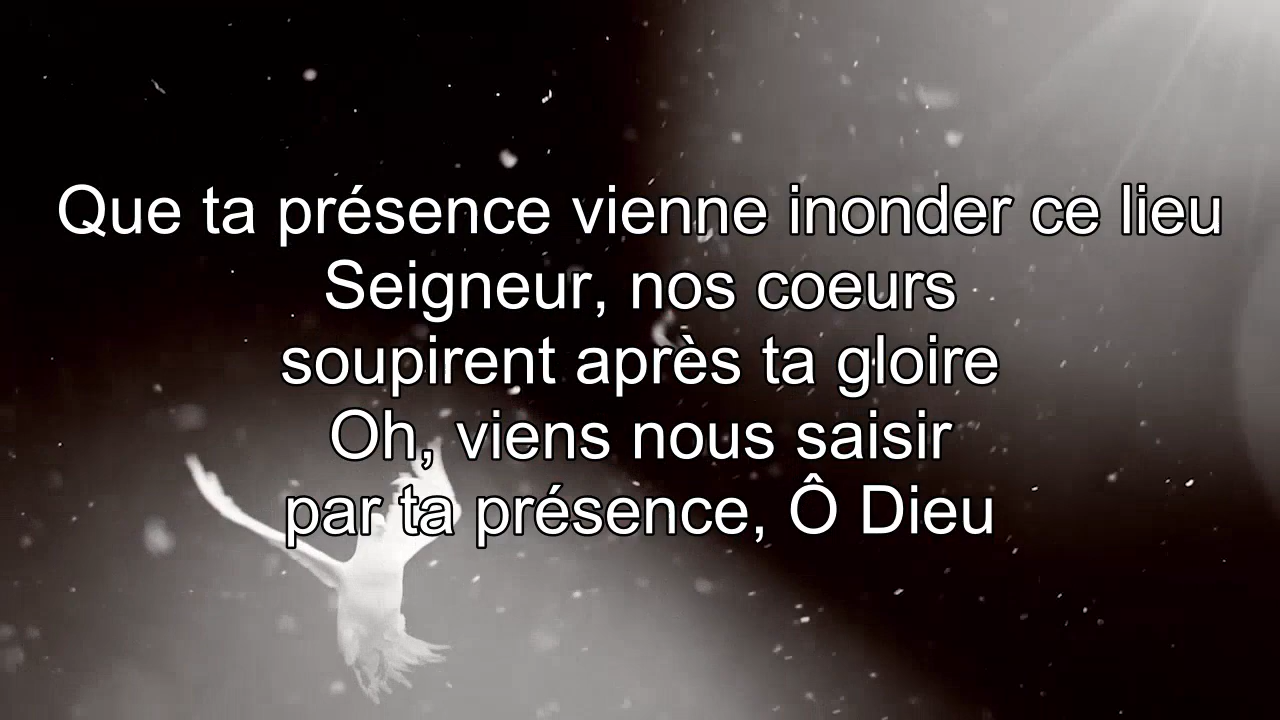 Que ta présence vienne inonder ce lieu
Seigneur, nos coeurs
soupirent après ta gloire
Oh, viens nous saisir
par ta présence, Ô Dieu